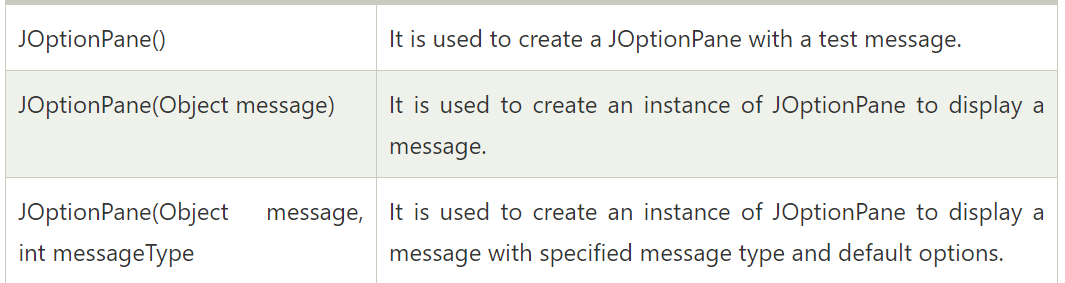 JOptionPane()
It is used to create a JOptionPane with a test message.
JOptionPane(Object message)
It is used to create an instance of JOptionPane to display a
message.
JOptionPane(Object message,
int messageType
It is used to create an instance of JOptionPane to display a
message with specified message type and default options.